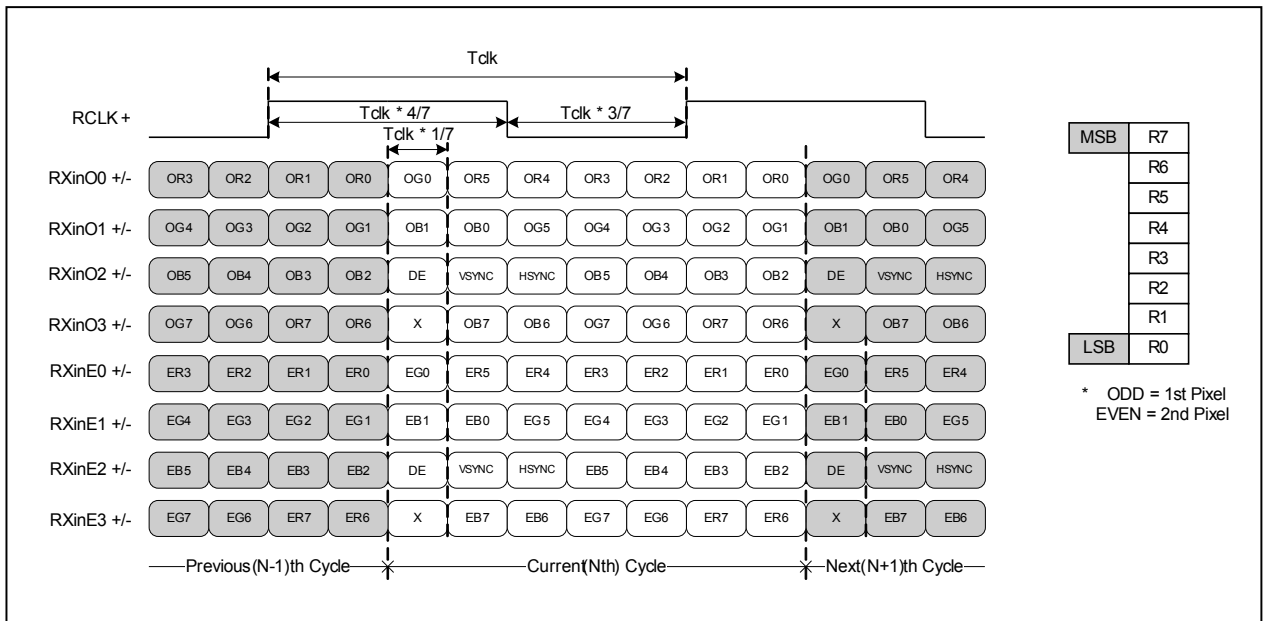 Tclk
RCLK +
Tclk * 4/7
Tclk * 3/7
Tclk * 1/7
RXinO0 +/- OR3 OR2 OR1 OR0 OG0 OR5 OR4 OR3 OR2 OR1 OR0 OG0 OR5 OR4
RXinO1 +/- OG4 OG3 OG2 OG1 OB1 OB0 OG5 OG4 OG3 OG2 OG1 OB1 OB0 OG5
RXinO2 +/- OB5 OB4 OB3 OB2 DE VSYNC HSYNC OB5 OB4 OB3 OB2 DE VSYNC HSYNC
RXinO3 +/- OG7 OG6 OR7 OR6 X OB7 OB6 OG7 OG6 OR7 OR6 X OB7 OB6
RXinE0 +/- ER3 ER2 ER1 ER0 EG0 ER5 ER4 ER3 ER2 ER1 ER0 EG0 ER5 ER4
RXinE1 +/- EG4 EG3 EG2 EG1 EB1 EB0 EG5 EG4 EG3 EG2 EG1 EB1 EB0 EG5
RXinE2 +/- EB5 EB4 EB3 EB2 DE VSYNC HSYNC EB5 EB4 EB3 EB2 DE VSYNC HSYNC
RXinE3 +/- EG7 EG6 ER7 ER6 X EB7 EB6 EG7 EG6 ER7 ER6 X EB7 EB6
Previous(N-1)th Cycle Current(Nth) Cycle Next(N+1)th Cycle
MSB R7
R6
R5
R4
R3
R2
R1
LSB R0
* ODD = 1st Pixel
EVEN = 2nd Pixel